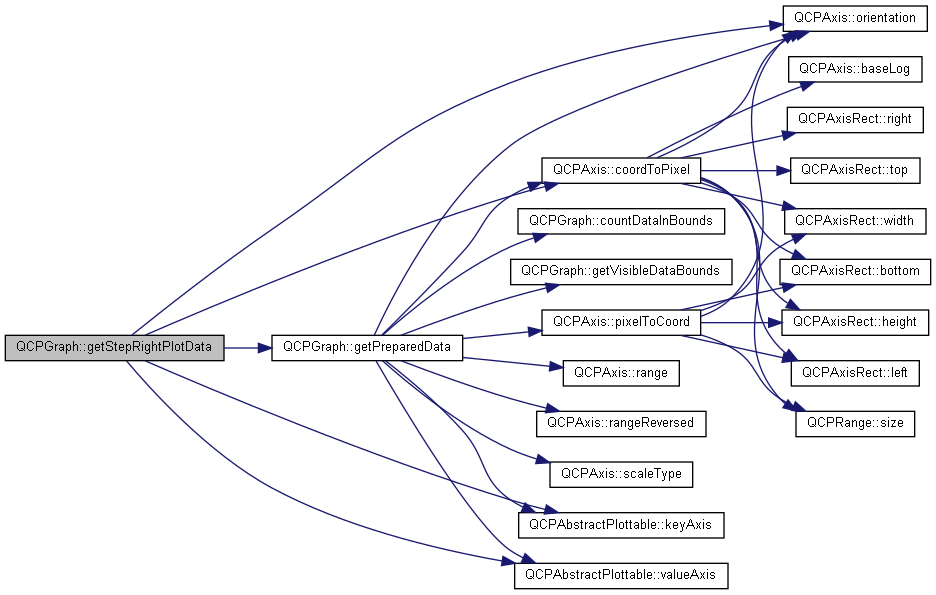 QCPAxis::orientation
QCPAxis::baseLog
QCPAxisRect::right
QCPAxis::coordToPixel
QCPAxisRect::top
QCPGraph::countDataInBounds
QCPAxisRect::width
QCPGraph::getVisibleDataBounds
QCPAxisRect::bottom
QCPAxis::pixelToCoord
QCPAxisRect::height
QCPGraph::getStepRightPlotData
QCPGraph::getPreparedData
QCPAxis::range
QCPAxisRect::left
QCPAxis::rangeReversed
QCPRange::size
QCPAxis::scaleType
QCPAbstractPlottable::keyAxis
QCPAbstractPlottable::valueAxis